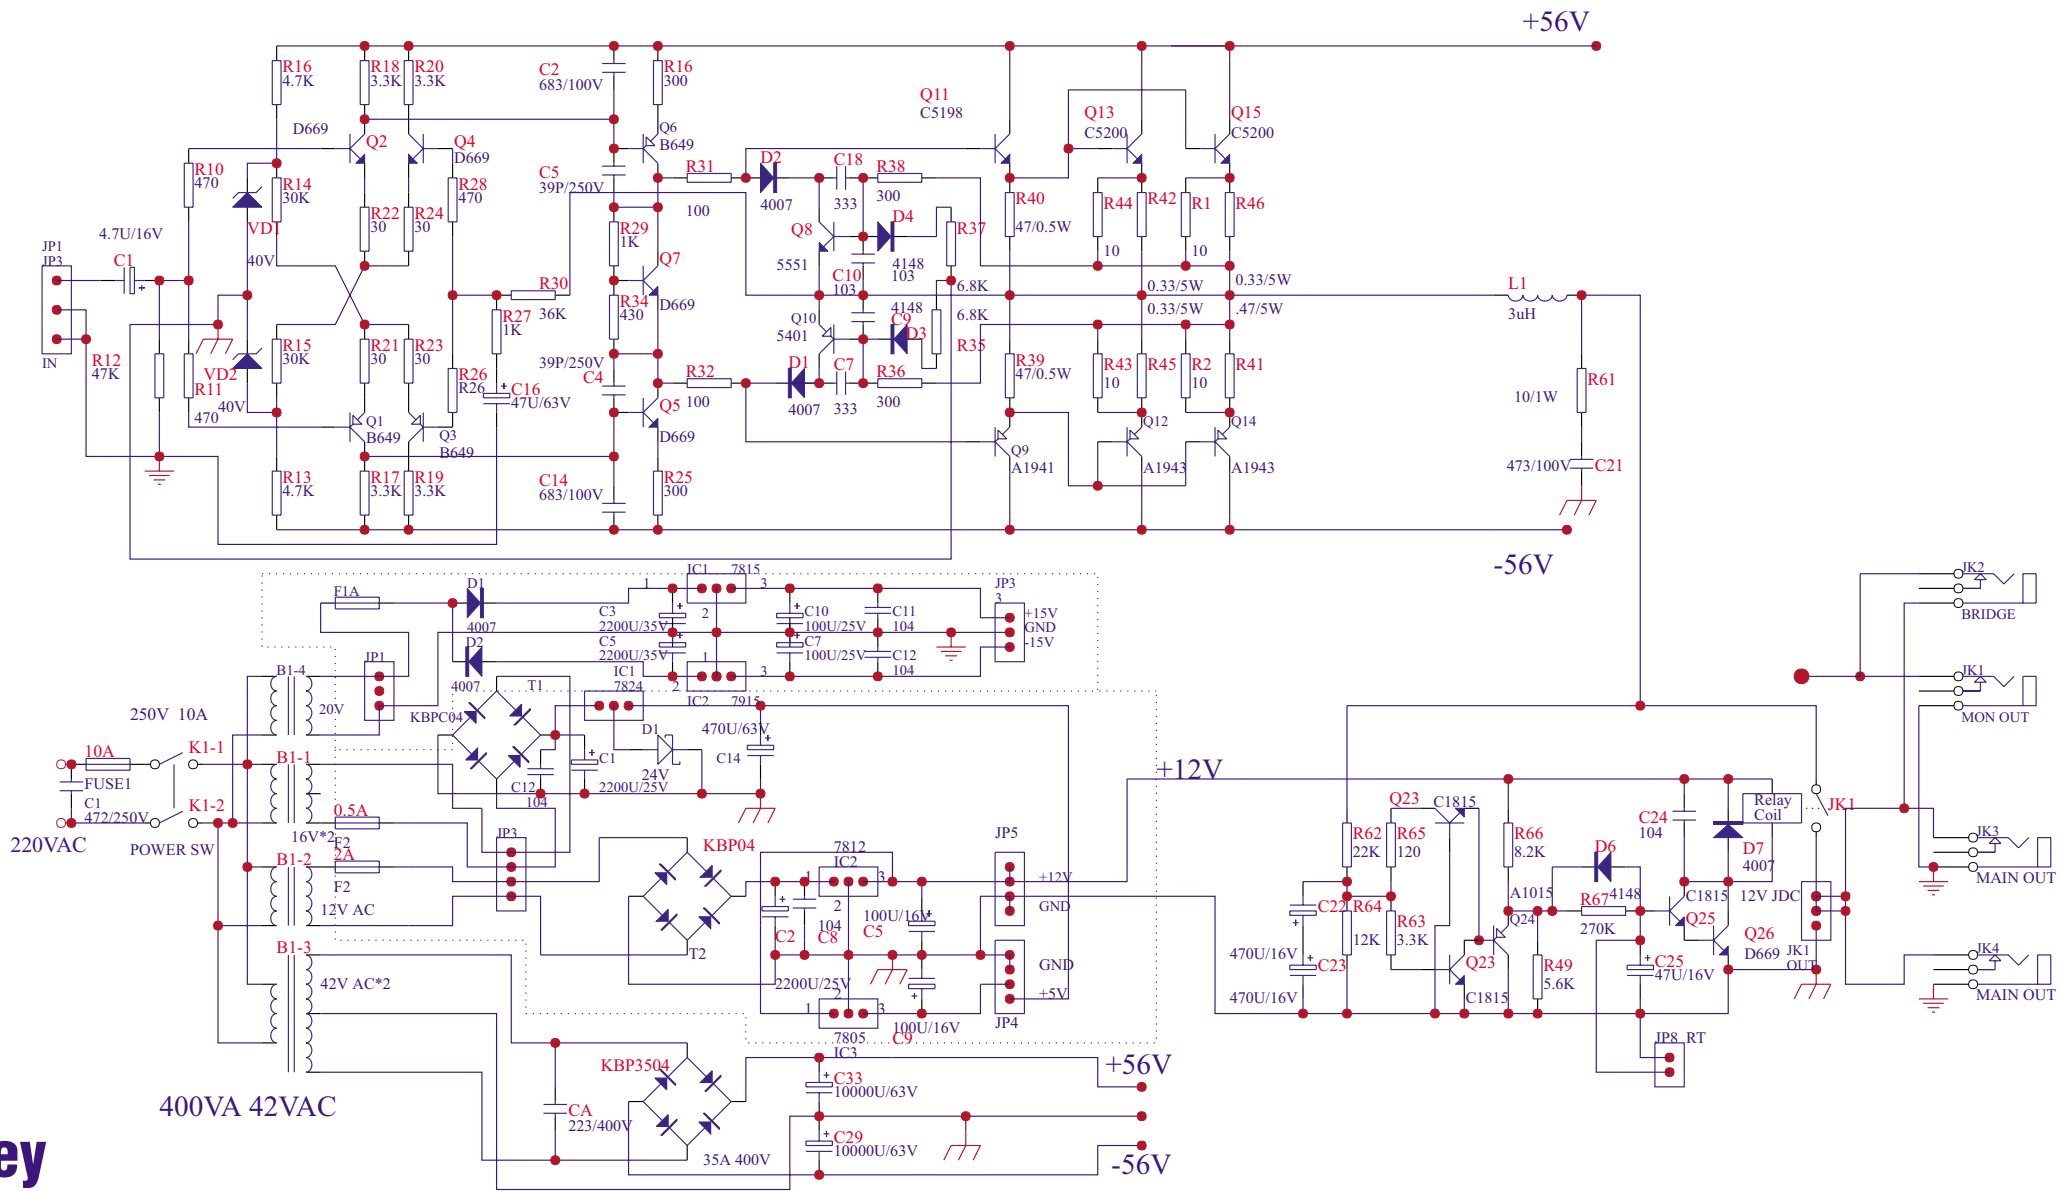 +56V
R16
4.7K
R18
3.3K
R20
3.3K
C2
683/100V
R16
300
Q11
C5198
Q13
C5200
Q15
C5200
D669
Q2
Q4
D669
Q6
B649
R10
470
R14
30K
R28
470
C5
39P/250V
R31
100
D2
4007
C18
333
R38
300
VD1
40V
R22
30
R24
30
R29
1K
Q8
5551
D4
4148
R37
6.8K
R40
47/0.5W
R44
10
R42
R1
10
R46
4.7U/16V
JP1
JP3
C1
IN
Q7
D669
C10
103
103
0.33/5W
0.33/5W
R30
36K
R27
1K
R34
430
L1
3uH
R12
47K
R15
30K
VD2
40V
R11
470
R21
30
R23
30
R26
R26
C16
47U/63V
39P/250V
C4
R32
100
Q10
5401
D1
4007
C7
333
C9
4148
D3
R36
300
6.8K
R35
R39
47/0.5W
R43
10
R45
R2
10
R41
0.33/5W
.47/5W
R61
10/1W
Q1
B649
Q3
B649
Q5
D669
Q9
A1941
Q12
A1943
Q14
A1943
473/100V
C21
R13
4.7K
R17
3.3K
R19
3.3K
C14
683/100V
R25
300
-56V
F1A
D1
4007
IC1
7815
1
3
2
JP3
3
+15V
GND
-15V
C3
2200U/35V
C10
100U/25V
C11
104
D2
4007
C5
2200U/35V
C7
100U/25V
C12
104
IC1
7824
1
3
2
IC2
7915
JK2
BRIDGE
JK1
MON OUT
B1-4
20V
JP1
KBPC04
T1
250V 10A
10A
FUSE1
K1-1
K1-2
C1
472/250V
220VAC
POWER SW
B1-1
16V*2
0.5A
F2
2A
F2
C12
104
C1
2200U/25V
D1
24V
470U/63V
C14
+12V
B1-2
12V AC
JP3
KBP04
T2
7812
IC2
1
3
2
JP5
+12V
GND
C2
2200U/25V
104
C8
100U/16V
C5
Q23
C1815
R62
22K
R65
120
R66
8.2K
D6
4148
C24
104
Relay
Coil
D7
4007
JK1
JK3
MAIN OUT
A1015
Q24
R67
270K
C1815
Q25
12V JDC
C22
R64
12K
R63
3.3K
470U/16V
C23
470U/16V
Q23
C1815
R49
5.6K
C25
47U/16V
Q26
D669
JK1
OUT
JK4
MAIN OUT
B1-3
42V AC*2
GND
+5V
JP4
1
2
3
7805
IC3
100U/16V
C9
JP8 RT
KBP3504
CA
223/400V
35A 400V
C33
10000U/63V
C29
10000U/63V
+56V
-56V
400VA 42VAC
ey